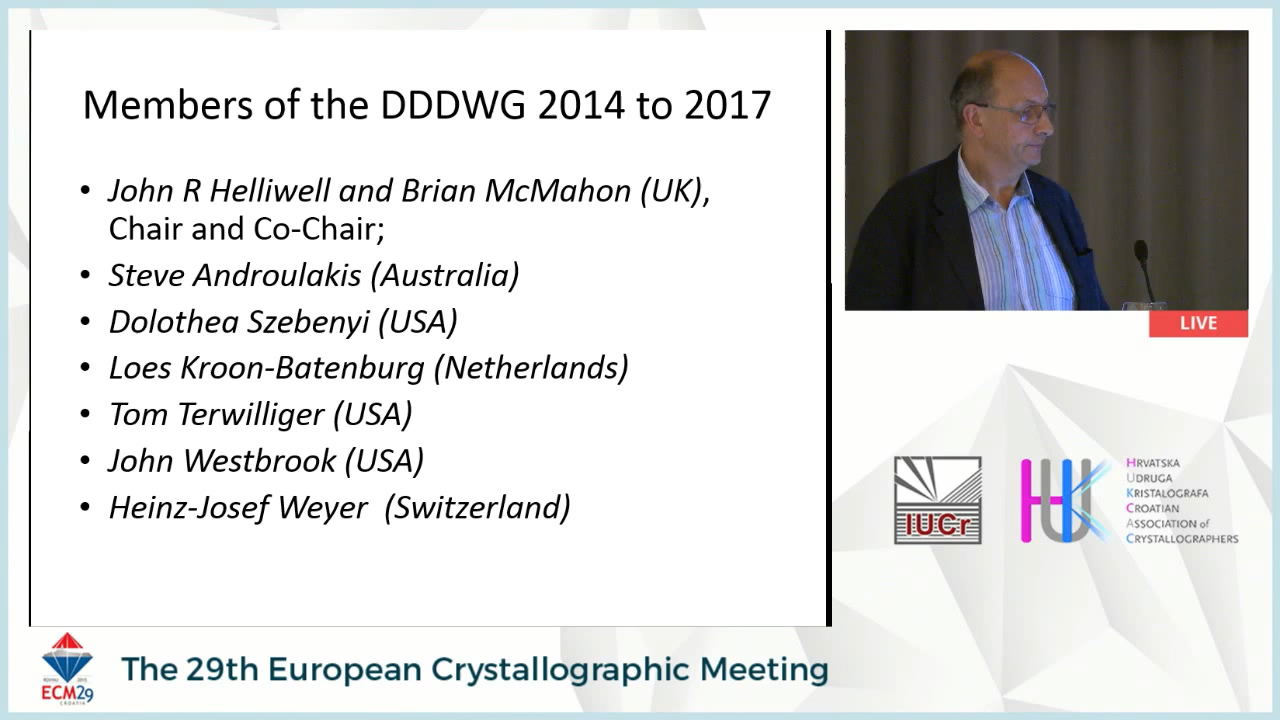 Members of the DDDWG 2014 to 2017
• John R Helliwell and Brian McMahon (UK),
Chair and Co-Chair;
• Steve Androulakis (Australia)
• Dolothea Szebenyi (USA)
• Loes Kroon-Batenburg (Netherlands)
• Tom Terwilliger (USA)
• John Westbrook (USA)
• Heinz-Josef Weyer (Switzerland)
LIVE
IUCr
HUK
HRVATSKA
UDRUGA
KRISTALOGRAFA
CROATIAN
ASSOCIATION of
CRYSTALLOGRAPHERS
ECM29
CROATIA
The 29th European Crystallographic Meeting